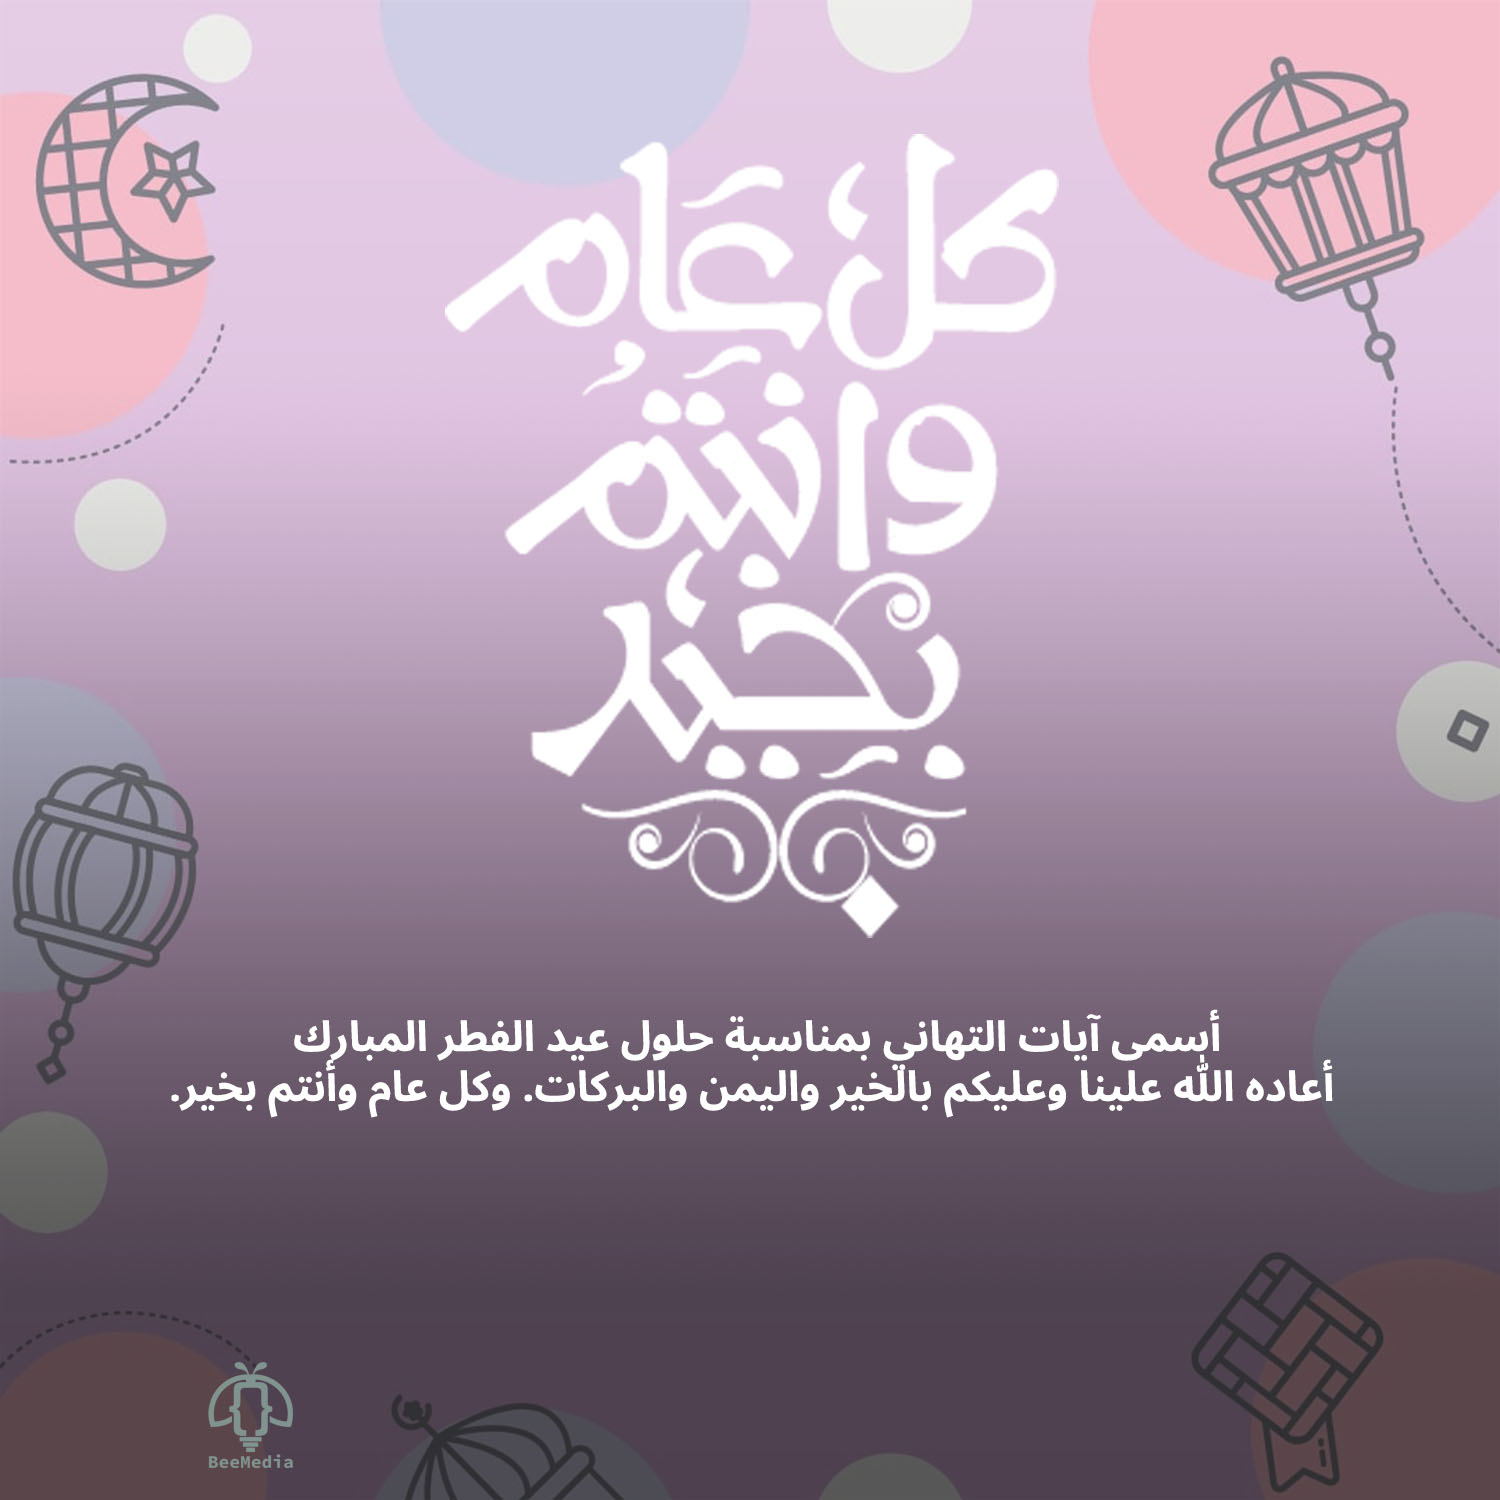 كل عام
وانتم
بخير
أسمى آيات التهاني بمناسبة حلول عيد الفطر المبارك
أعاده الله علينا وعليكم بالخير واليمن والبركات. وكل عام وأنتم بخير.
BeeMedia